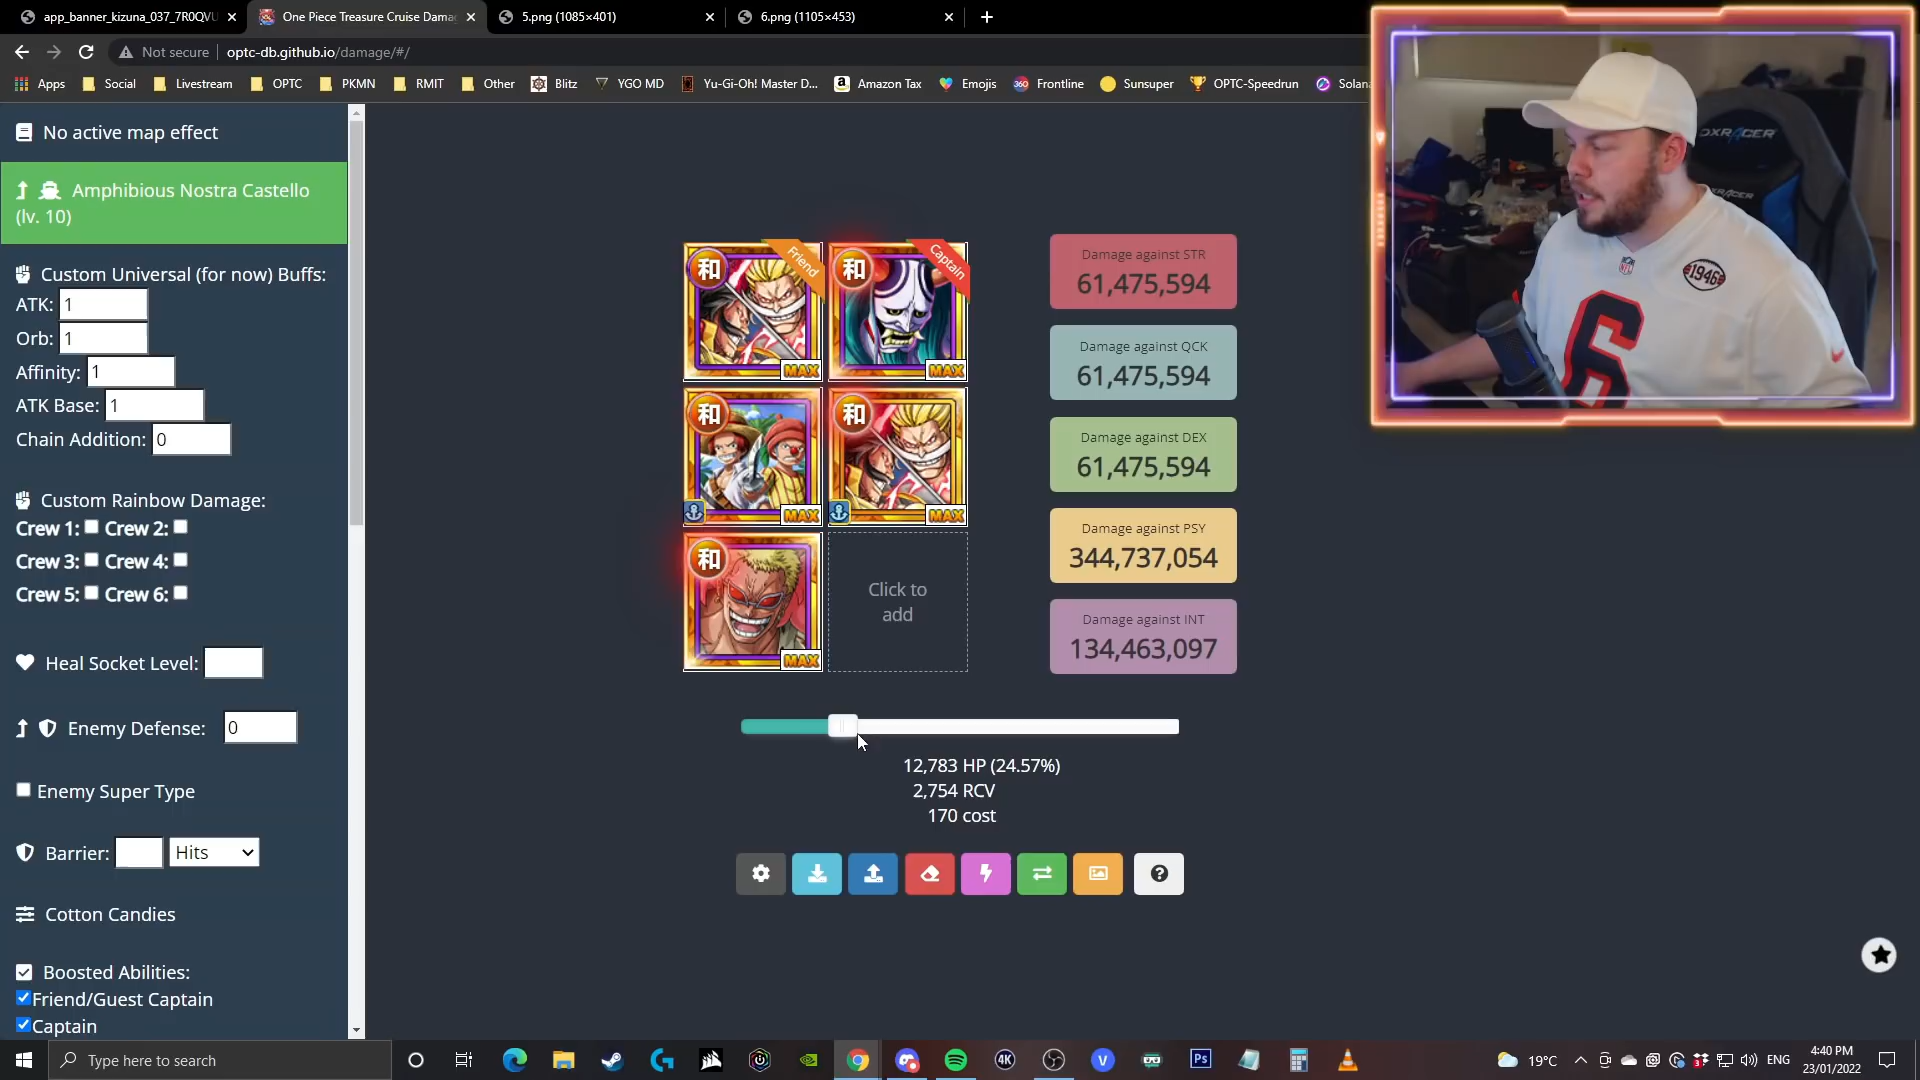 app_banner_kizuna_037_7R0QVU
One Piece Treasure Cruise Dama
5.png (1085×401)
6.png (1105×453)
Not secure
optc-db.github.io/damage/#/
Apps
Social
Livestream
OPTC
PKMN
RMIT
Other
Blitz
YGO MD
Yu-Gi-Oh! Master D...
Amazon Tax
Emojis
Frontline
Sunsuper
OPTC-Speedrun
Solana
No active map effect
Amphibious Nostra Castello
(lv. 10)
Custom Universal (for now) Buffs:
ATK: 1
Orb: 1
Affinity: 1
ATK Base: 1
Chain Addition: 0
Custom Rainbow Damage:
Crew 1: Crew 2:
Crew 3: Crew 4:
Crew 5: Crew 6:
Heal Socket Level:
Enemy Defense: 0
Enemy Super Type
Barrier: Hits
Cotton Candies
Boosted Abilities:
Friend/Guest Captain
Captain
和
Friend
MAX
和
Captain
MAX
和
MAX
和
MAX
和
MAX
Click to
add
Damage against STR
61,475,594
Damage against QCK
61,475,594
Damage against DEX
61,475,594
Damage against PSY
344,737,054
Damage against INT
134,463,097
12,783 HP (24.57%)
2,754 RCV
170 cost
DXRACER
1946
NFL
6
Type here to search
4K
Ps
19°C
ENG
4:40 PM
23/01/2022